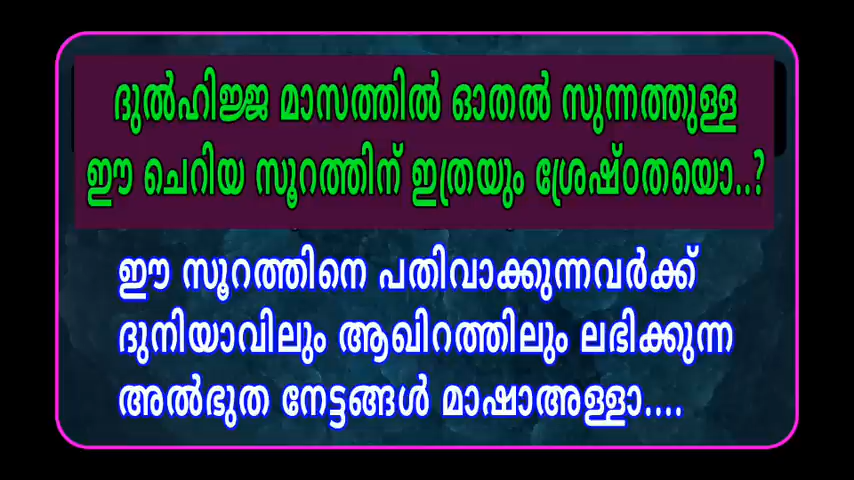 ദുൽഹിജ്ജ മാസത്തിൽ ഓതൽ സുന്നത്തുള്ള
ഈ ചെറിയ സൂറത്തിന് ഇത്രയും ശ്രേഷ്ഠതയൊ..?
ഈ സൂറത്തിനെ പതിവാക്കുന്നവർക്ക്
ദുനിയാവിലും ആഖിറത്തിലും ലഭിക്കുന്ന
അൽഭുത നേട്ടങ്ങൾ മാഷാഅള്ളാ....